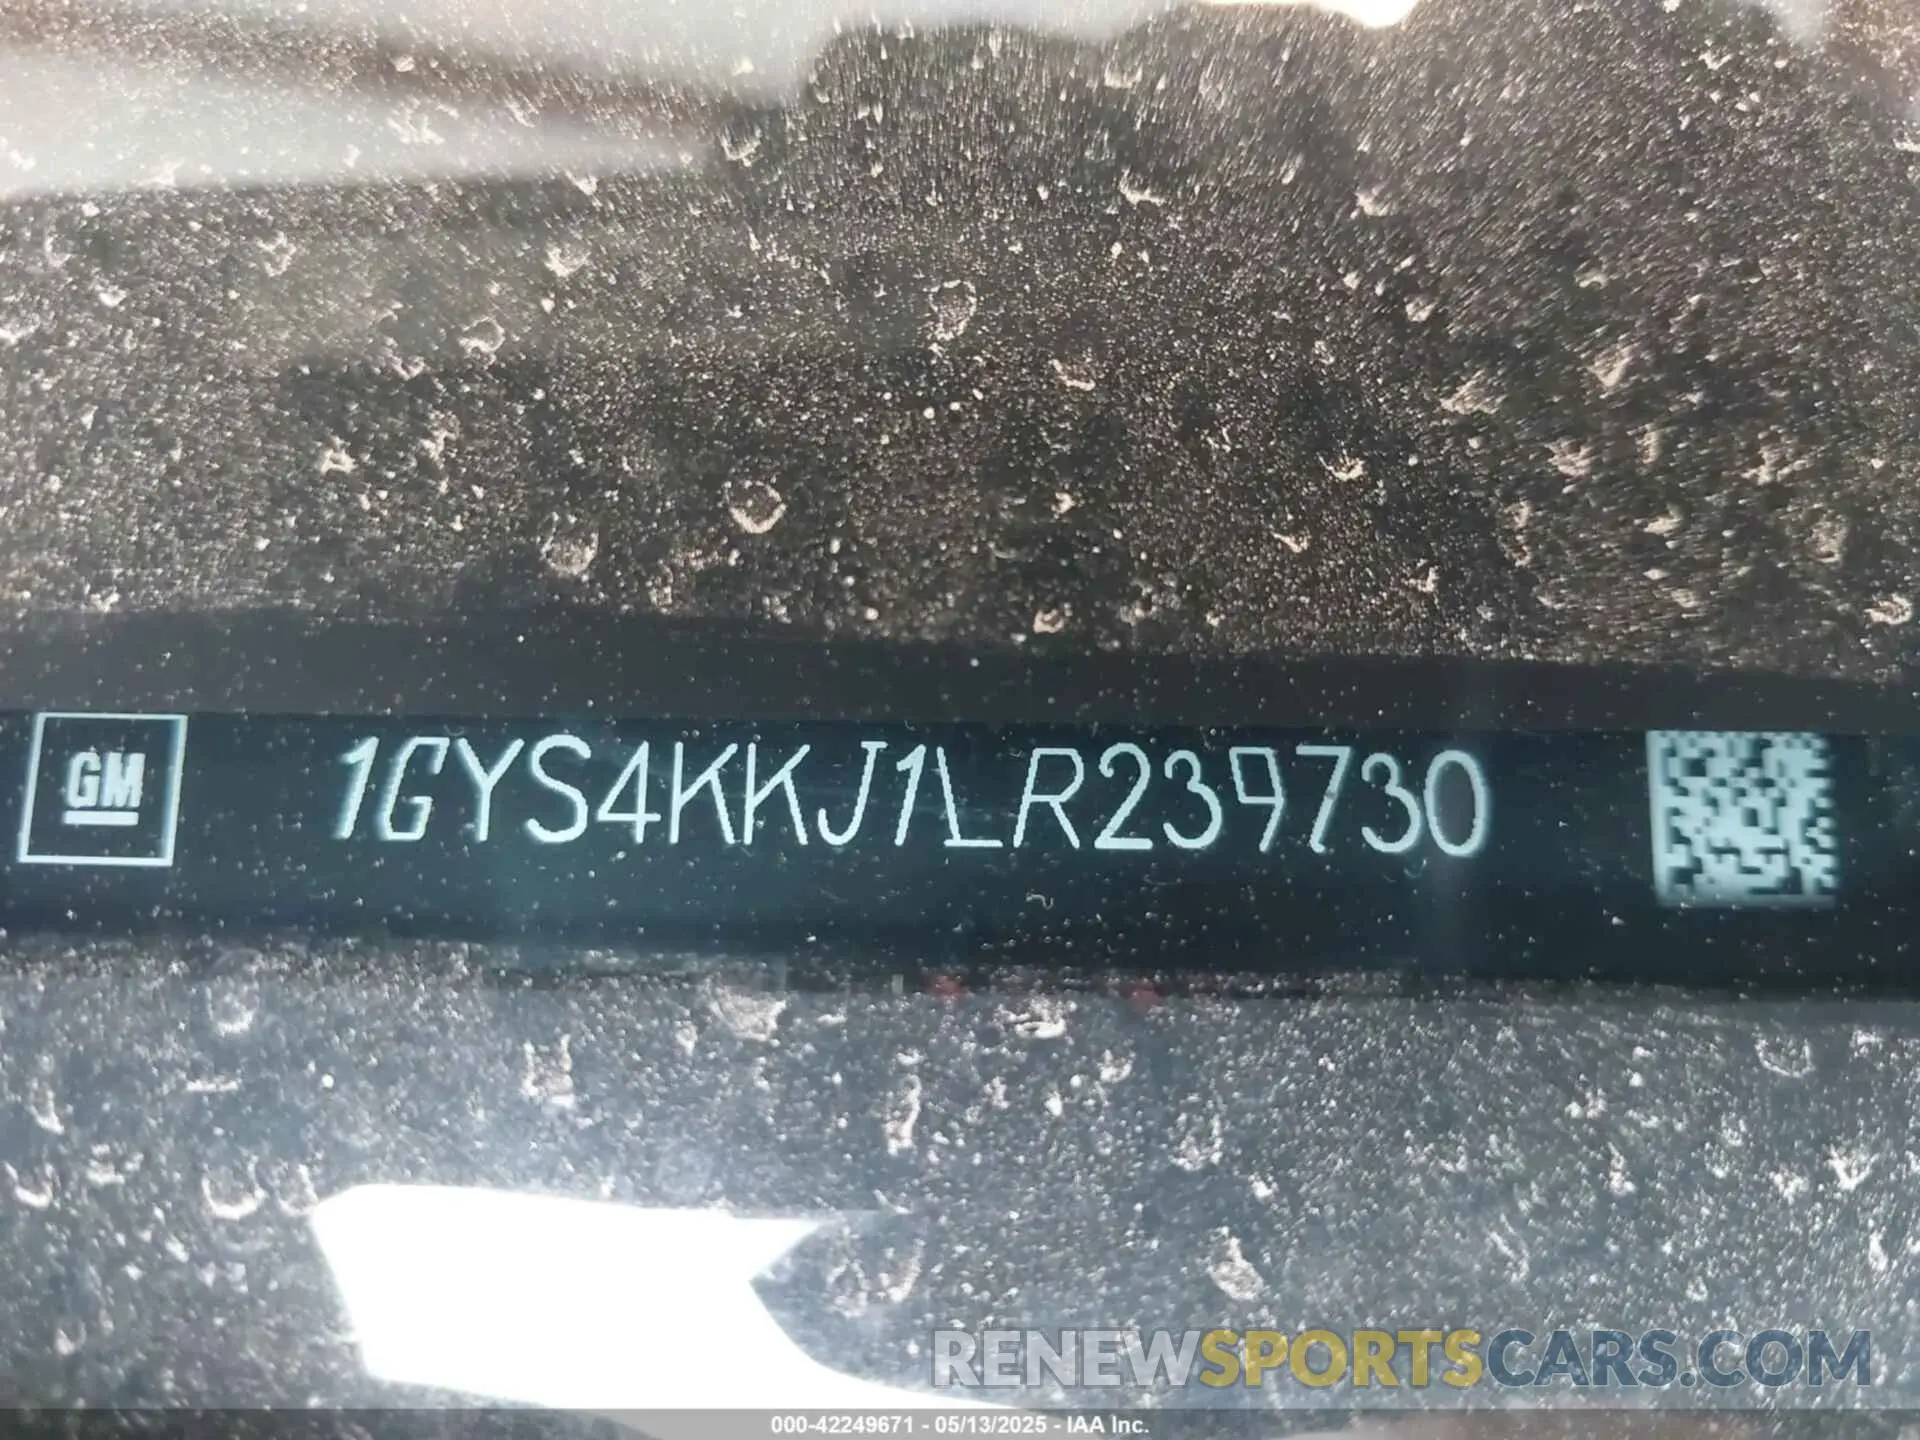 GM
1GYS4KKJ1LR239730
RENEWSPORTSCARS.COM
000-42249671 - 05/13/2025 - IAA Inc.